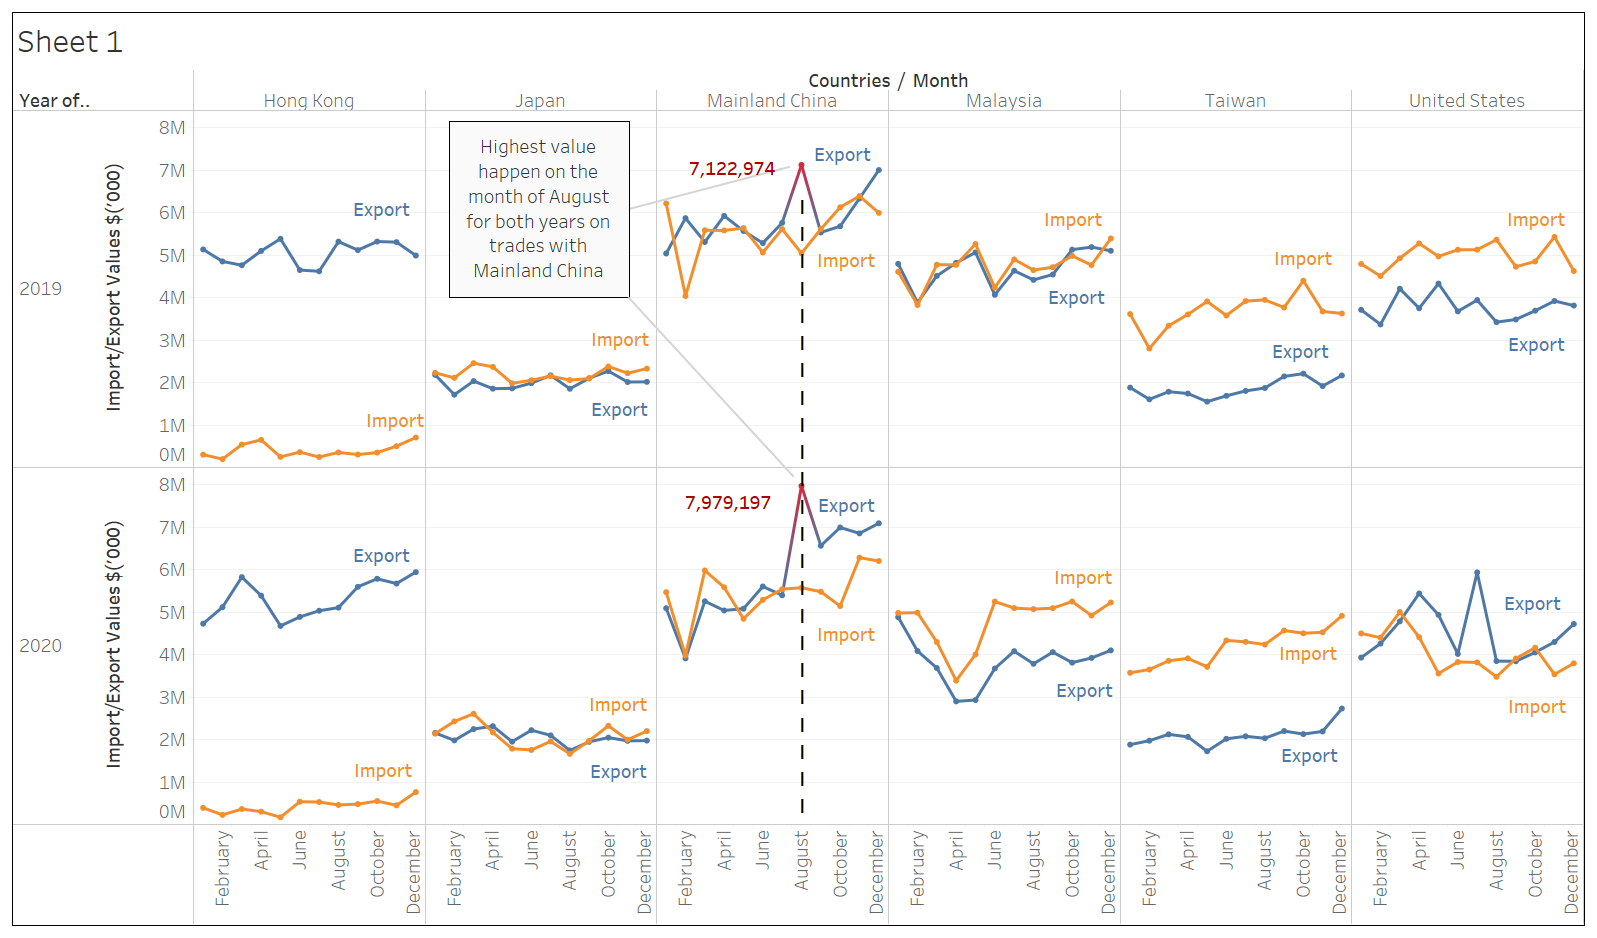 Sheet 1
Countries / Month
Year of..
Hong Kong
Japan
Mainland China
Malaysia
Taiwan
United States
2019
Import/Export Values $('000)
8M
7M
6M
5M
4M
3M
2M
1M
0M
Export
Import
Highest value
happen on the
month of August
for both years on
trades with
Mainland China
Import
Export
7,122,974
Export
Import
Import
Export
Import
Export
Import
Export
2020
Import/Export Values $('000)
8M
7M
6M
5M
4M
3M
2M
1M
0M
Export
Import
Import
Export
7,979,197
Export
Import
Import
Export
Import
Export
Export
Import
February
April
June
August
October
December
February
April
June
August
October
December
February
April
June
August
October
December
February
April
June
August
October
December
February
April
June
August
October
December
February
April
June
August
October
December